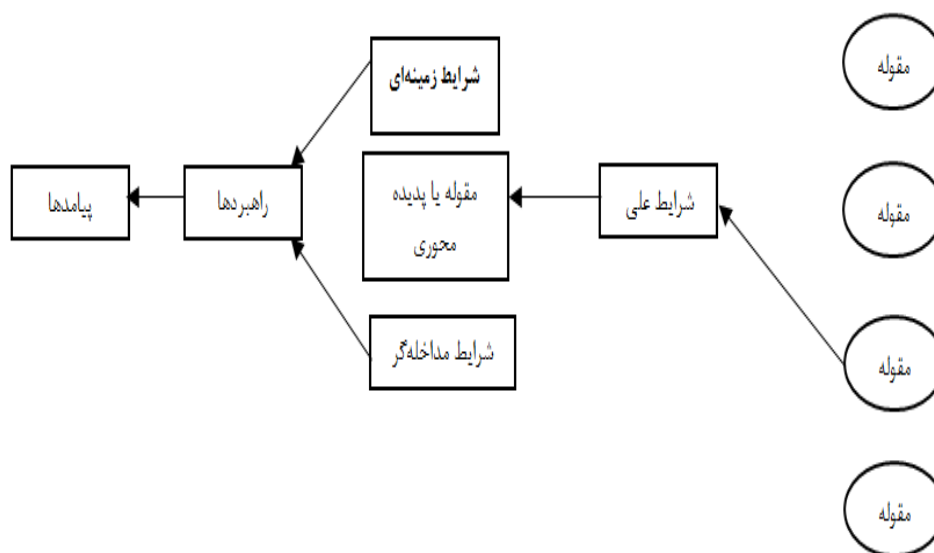 مقوله
شرایط زمینه‌ای
مقوله
شرایط علی
مقوله یا پدیده
محوری
راهبردها
پیامدها
مقوله
شرایط مداخله‌گر
مقوله